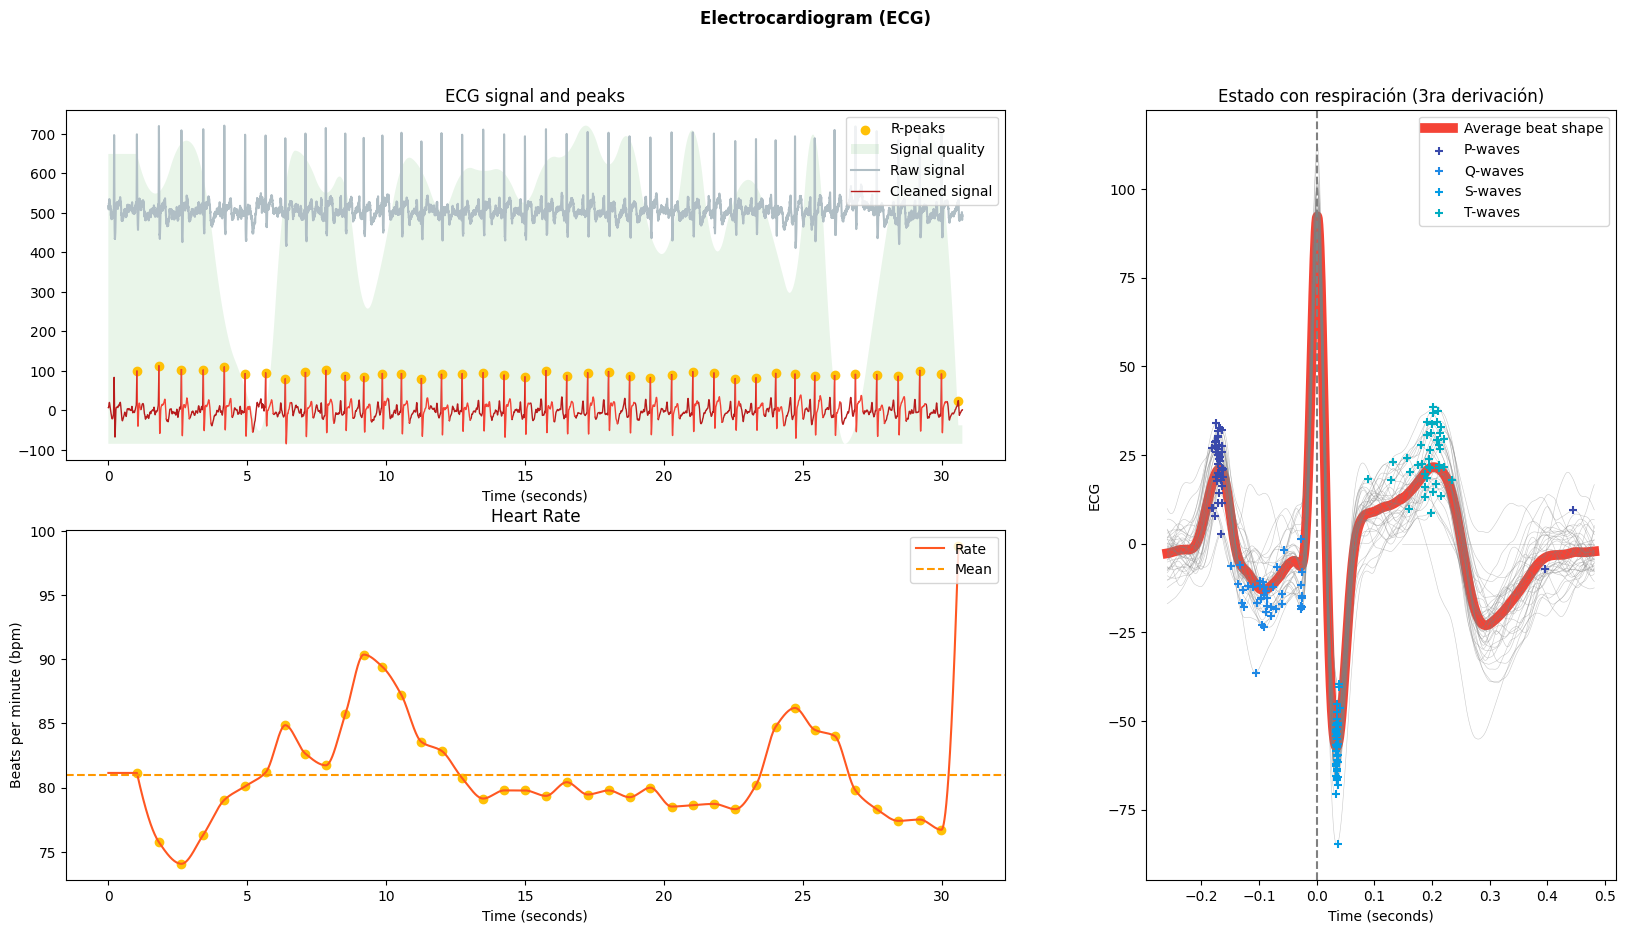 Electrocardiogram (ECG)
ECG signal and peaks
700
600
500
400
300
200
100
0
−100
R-peaks
Signal quality
Raw signal
Cleaned signal
0
5
10
15
20
25
30
Time (seconds)
Heart Rate
Beats per minute (bpm)
100
95
90
85
80
75
Rate
Mean
0
5
10
15
20
25
30
Time (seconds)
Estado con respiración (3ra derivación)
ECG
100
75
50
25
0
−25
−50
−75
Average beat shape
P-waves
Q-waves
S-waves
T-waves
−0.2
−0.1
0.0
0.1
0.2
0.3
0.4
0.5
Time (seconds)